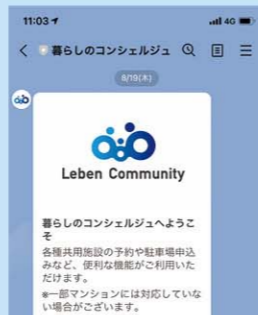 11:03
4G
暮らしのコンシェルジュ
8/19(木)
Leben Community
暮らしのコンシェルジュへようこ
そ
各種共用施設の予約や駐車場申込
みなど、便利な機能がご利用いた
だけます。
※一部マンションには対応していな
い場合がございます。